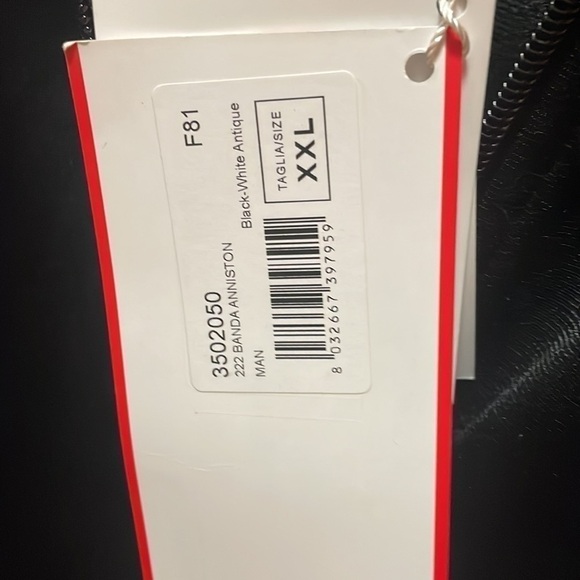 3502050
F81
222 BANDA ANNISTON
Black-White Antique
MAN
TAGLIA/SIZE
XXL
8 032667 397959